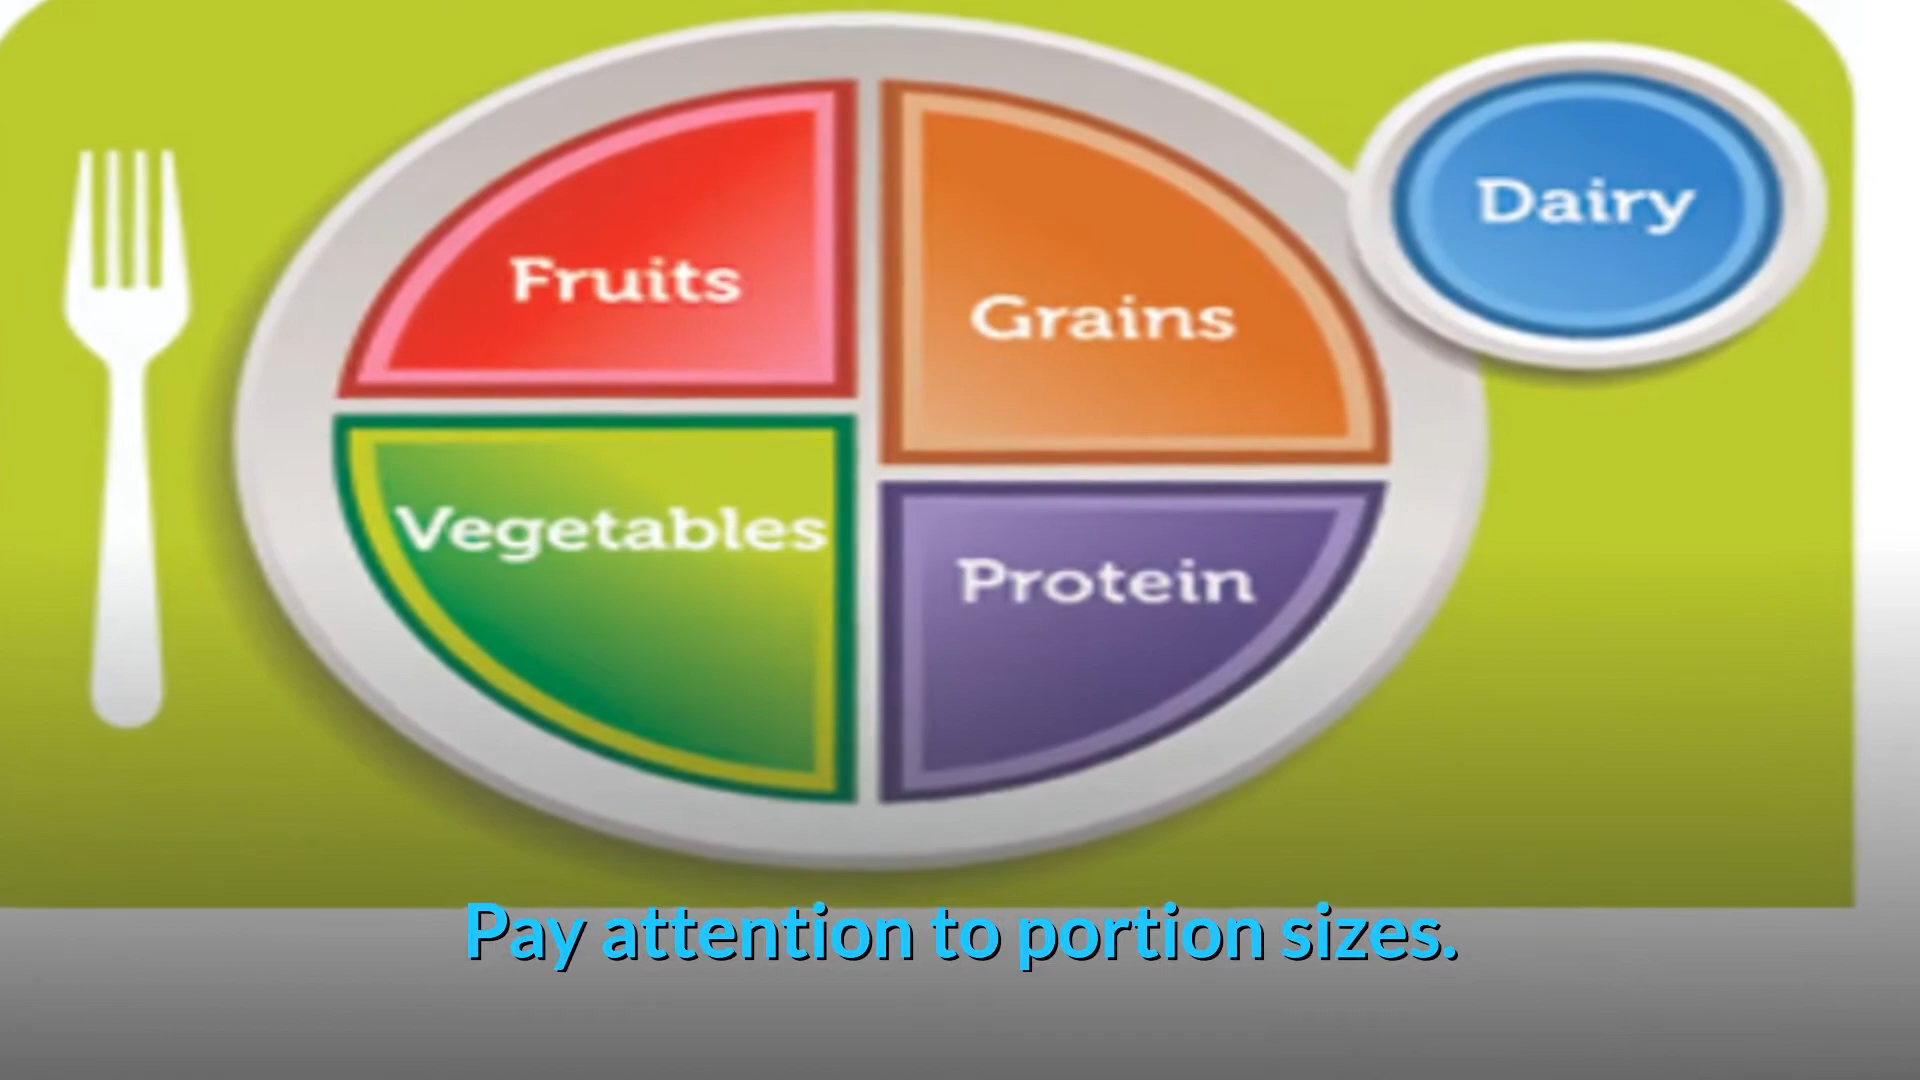 Fruits
Grains
Dairy
Vegetables
Protein
Pay attention to portion sizes.